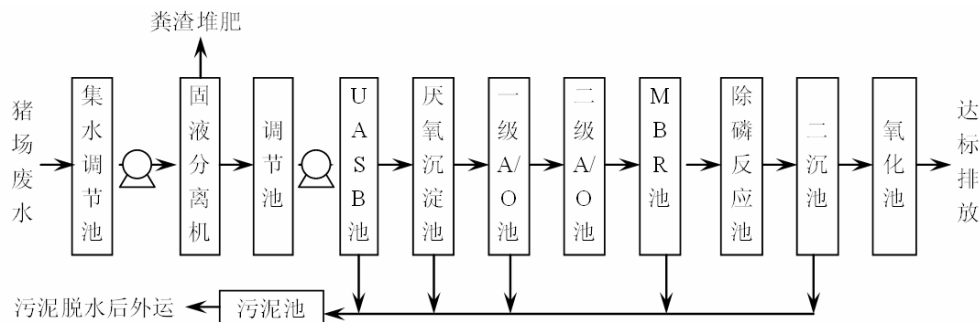 粪渣堆肥
猪场废水
集水调节池
固液分离机
调节池
UASB池
厌氧沉淀池
一级A/O池
二级A/O池
MBR池
除磷反应池
二沉池
氧化池
达标排放
污泥脱水后外运
污泥池